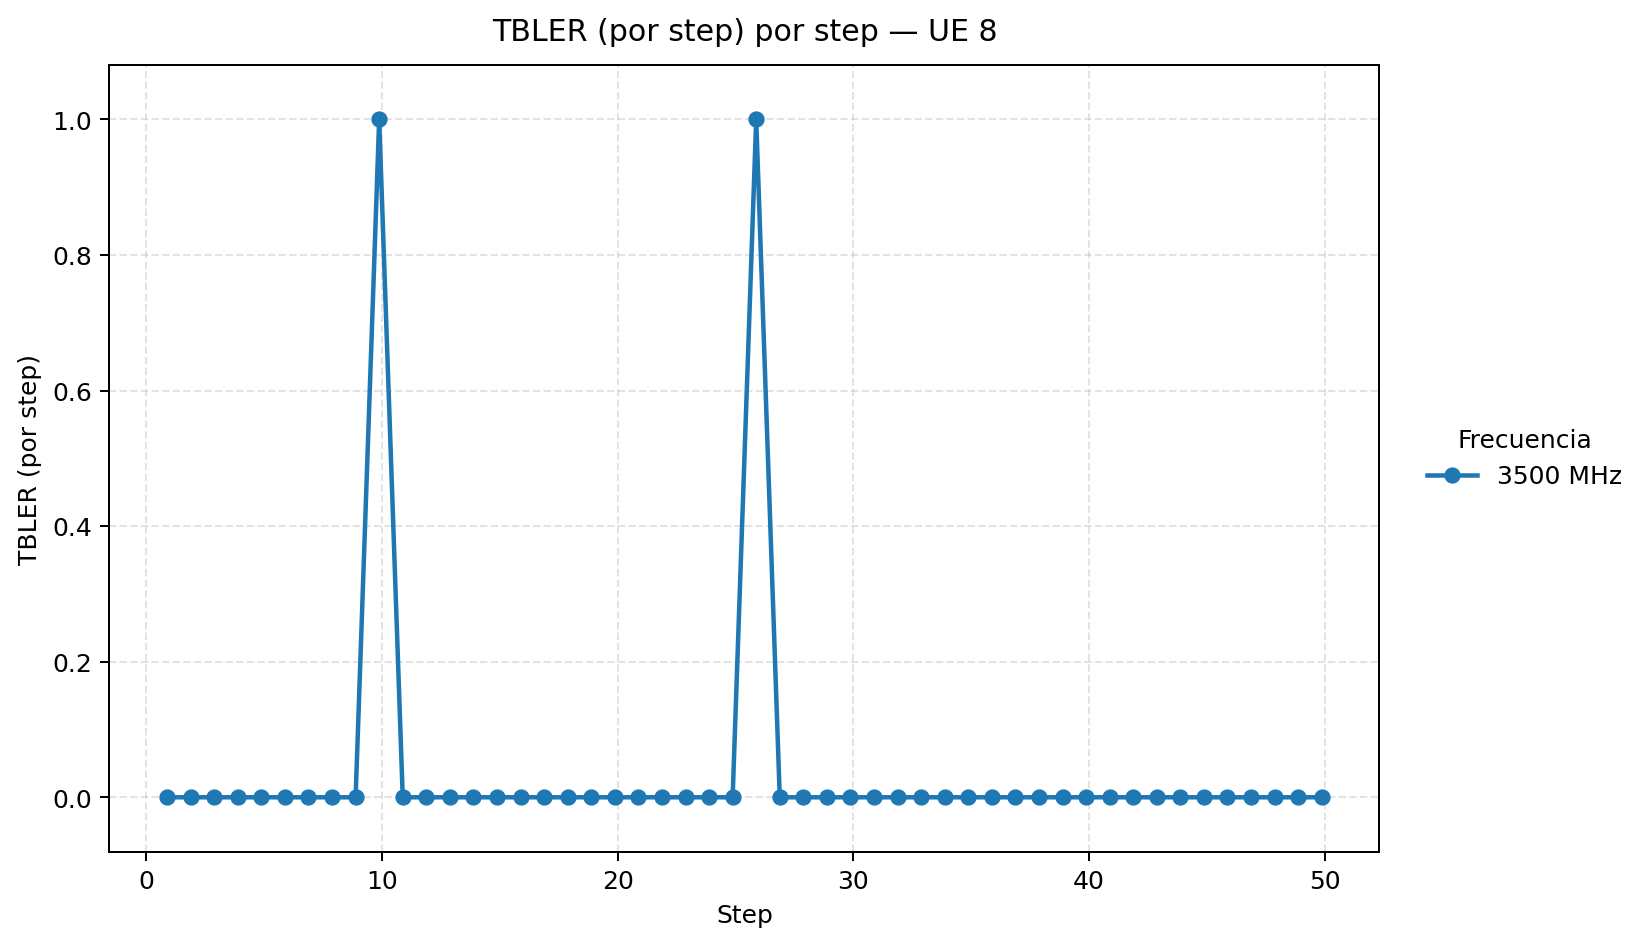 TBLER (por step) por step — UE 8
TBLER (por step)
1.0
0.8
0.6
0.4
0.2
0.0
0 10 20 30 40 50
Step
Frecuencia
3500 MHz